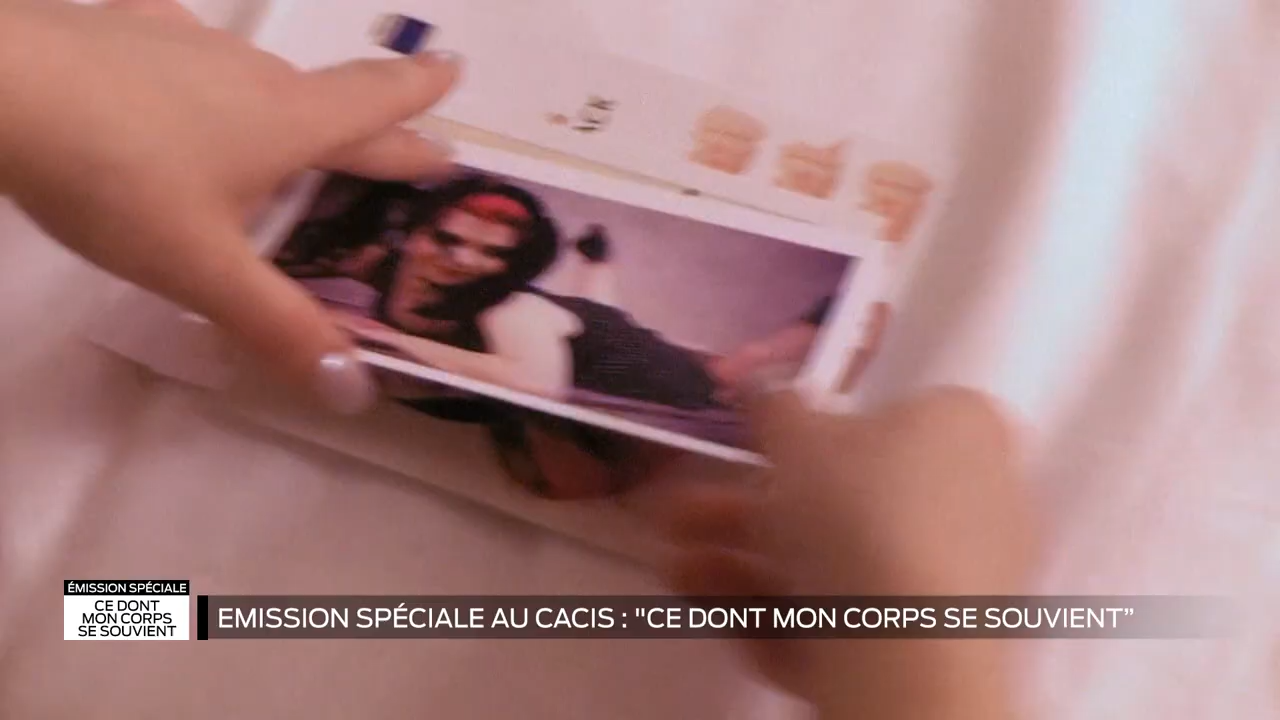 ÉMISSION SPÉCIALE
CE DONT
MON CORPS
SE SOUVIENT
EMISSION SPÉCIALE AU CACIS : "CE DONT MON CORPS SE SOUVIENT”